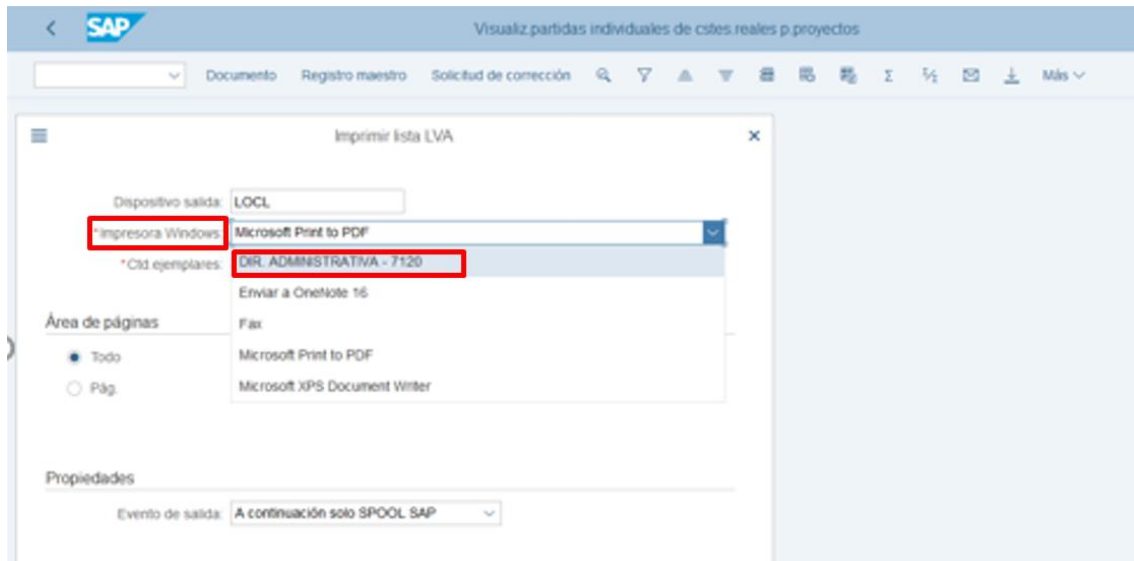 SAP
Visualiz.partidas individuales de cstes.reales p.proyectos
Documento Registro maestro Solicitud de corrección Más
Imprimir lista LVA
Dispositivo salida: LOCL
*Impresora Windows: Microsoft Print to PDF
*Ctd.ejemplares: DIR. ADMINISTRATIVA - 7120
Enviar a OneNote 16
Área de páginas
Fax
Todo
Microsoft Print to PDF
Pág.
Microsoft XPS Document Writer
Propiedades
Evento de salida: A continuación solo SPOOL SAP